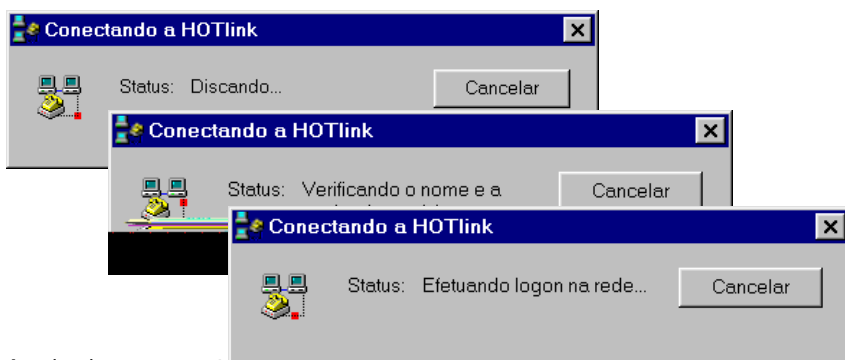 Conectando a HOTlink
Status: Discando...
Cancelar
Conectando a HOTlink
Status: Verificando o nome e a
Cancelar
Conectando a HOTlink
Status: Efetuando logon na rede...
Cancelar